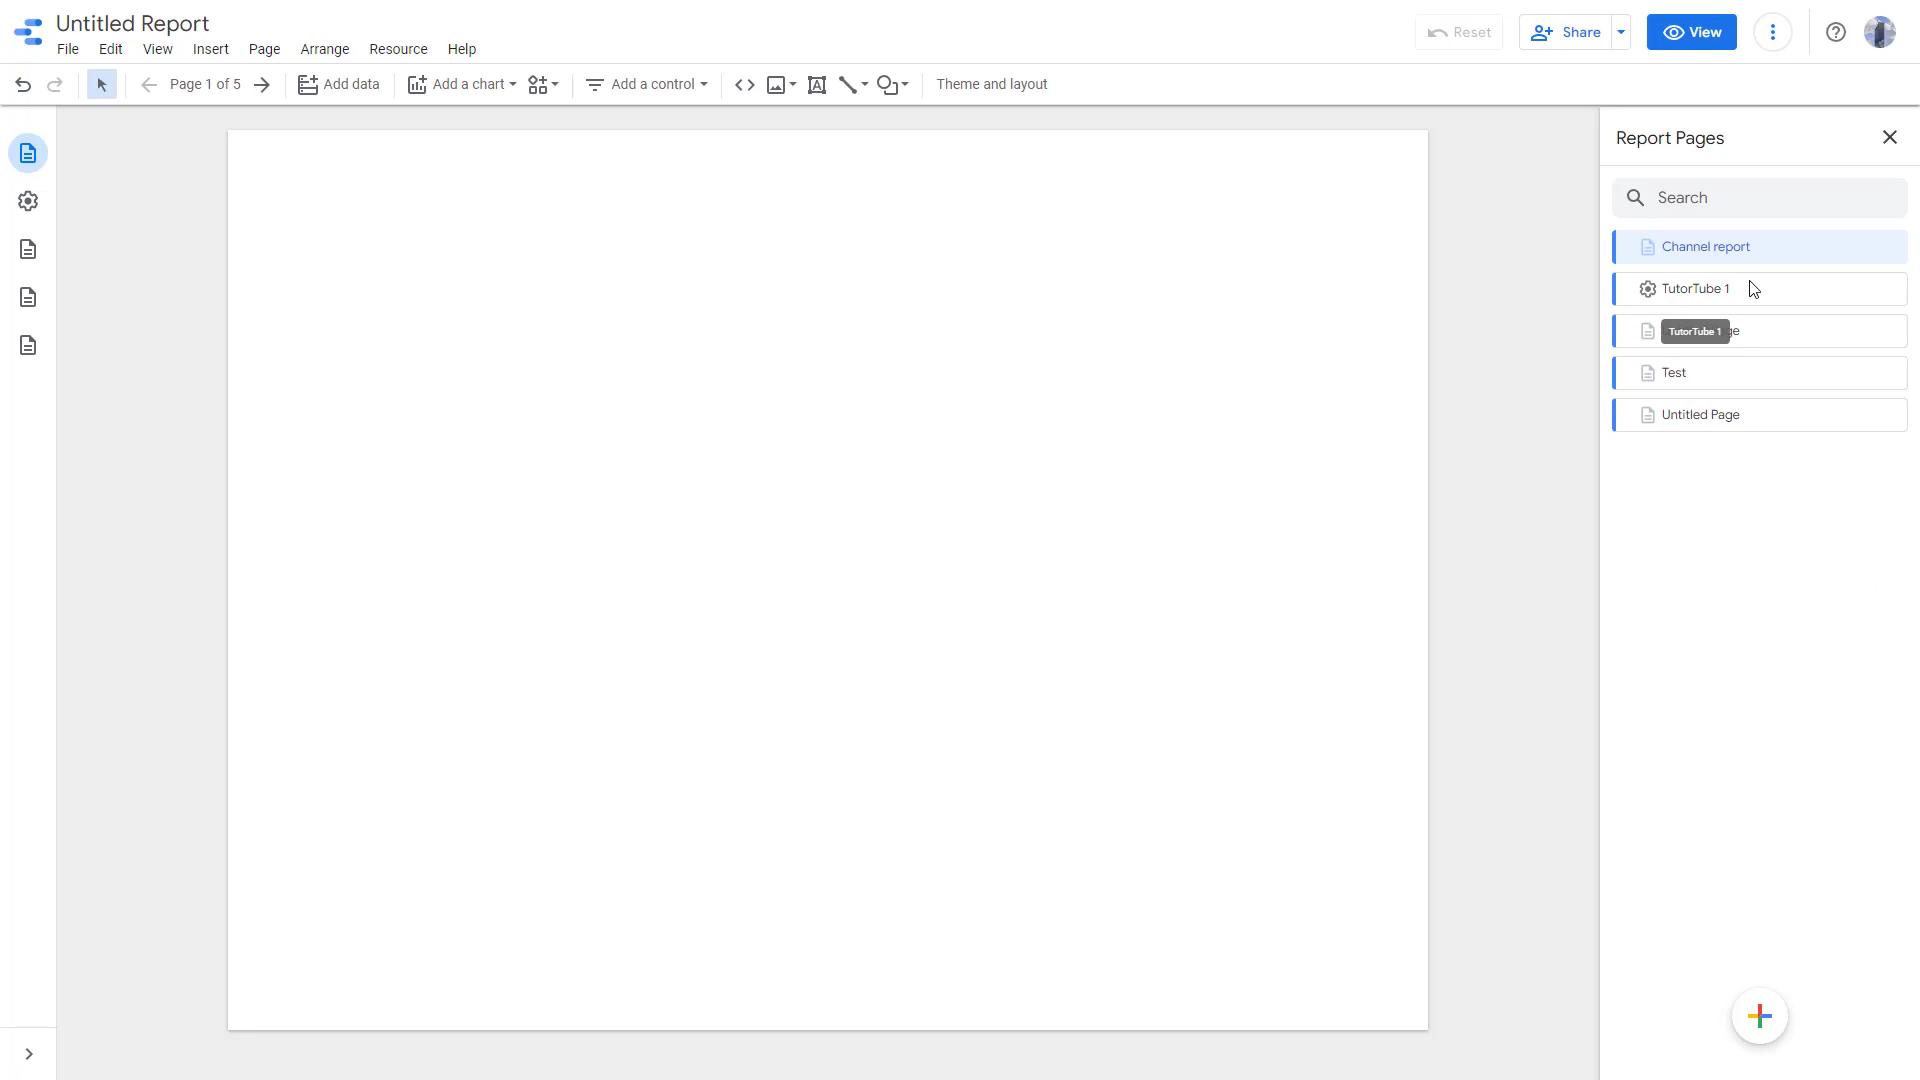 Untitled Report
File Edit View Insert Page Arrange Resource Help
Reset
Share
View
Page 1 of 5
Add data
Add a chart
Add a control
Theme and layout
Report Pages
Search
Channel report
TutorTube 1
TutorTube 1
Test
Untitled Page